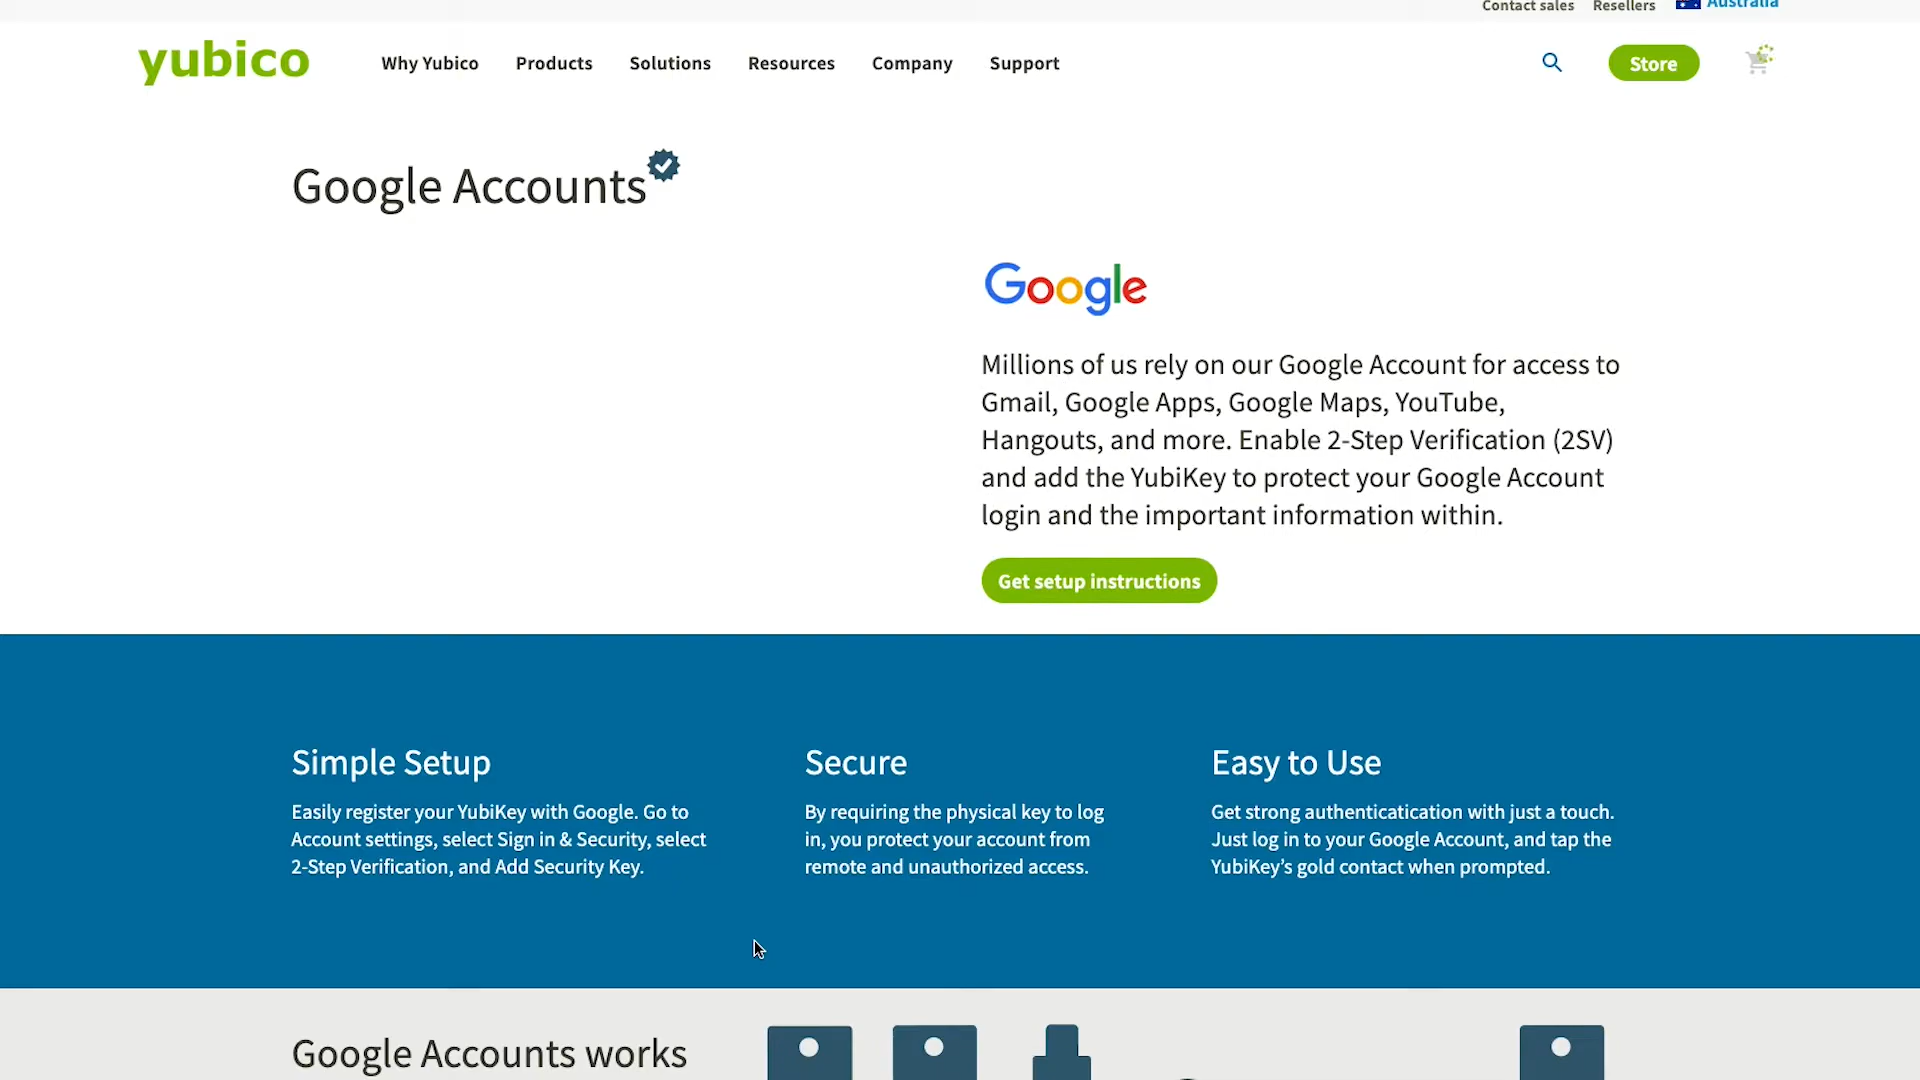 Contact sales Resellers Australia
yubico Why Yubico Products Solutions Resources Company Support Store
Google Accounts
Google
Millions of us rely on our Google Account for access to
Gmail, Google Apps, Google Maps, YouTube,
Hangouts, and more. Enable 2-Step Verification (2SV)
and add the YubiKey to protect your Google Account
login and the important information within.
Get setup instructions
Simple Setup
Easily register your YubiKey with Google. Go to
Account settings, select Sign in & Security, select
2-Step Verification, and Add Security Key.
Secure
By requiring the physical key to log
in, you protect your account from
remote and unauthorized access.
Easy to Use
Get strong authenticatication with just a touch.
Just log in to your Google Account, and tap the
YubiKey’s gold contact when prompted.
Google Accounts works